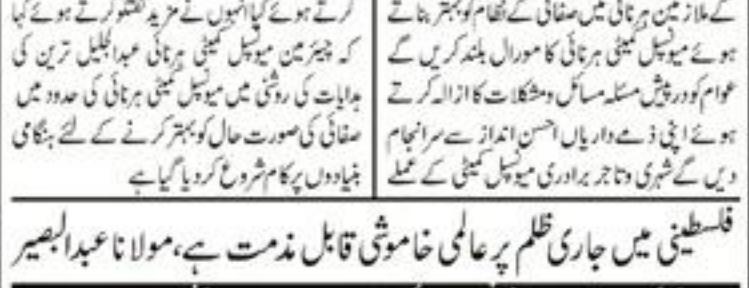 کے ملازمین ہرنائی میں صفائی کے نظام کو بہتر بناتے
ہوئے میونسپل کمیٹی ہرنائی کا مورال بلند کریں گے
عوام کو درپیش مسئلہ مسائل ومشکلات کا ازالہ کرتے
ہوئے اپنی ذمے داریاں احسن انداز سے سرانجام
دیں گے شہری وتاجر برادری میونسپل کمیٹی کے عملے
کرتے ہوئے کیا انہوں نے مزید گفتگو کرتے ہوئے کہا
کہ چیئرمین میونسپل کمیٹی ہرنائی عبدالجلیل ترین کی
ہدایات کی روشنی میں میونسپل کمیٹی ہرنائی کی حدود میں
صفائی کی صورت حال کو بہتر کرنے کے لئے ہنگامی
بنیادوں پر کام شروع کردیا گیا ہے
فلسطینی میں جاری ظلم پر عالمی خاموشی قابل مذمت ہے،مولانا عبدالبصیر